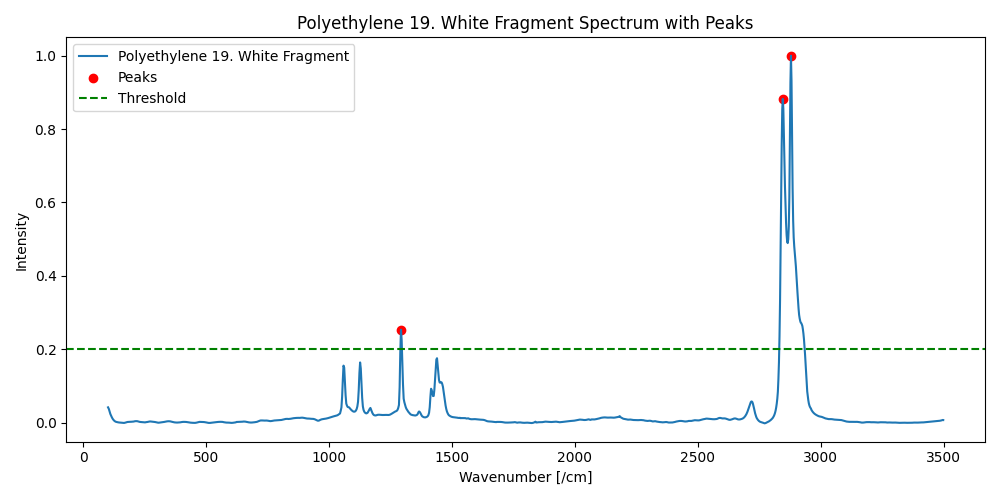 Polyethylene 19. White Fragment Spectrum with Peaks
Polyethylene 19. White Fragment
Peaks
Threshold
1.0
0.8
0.6
0.4
0.2
0.0
Intensity
0
500
1000
1500
2000
2500
3000
3500
Wavenumber [/cm]